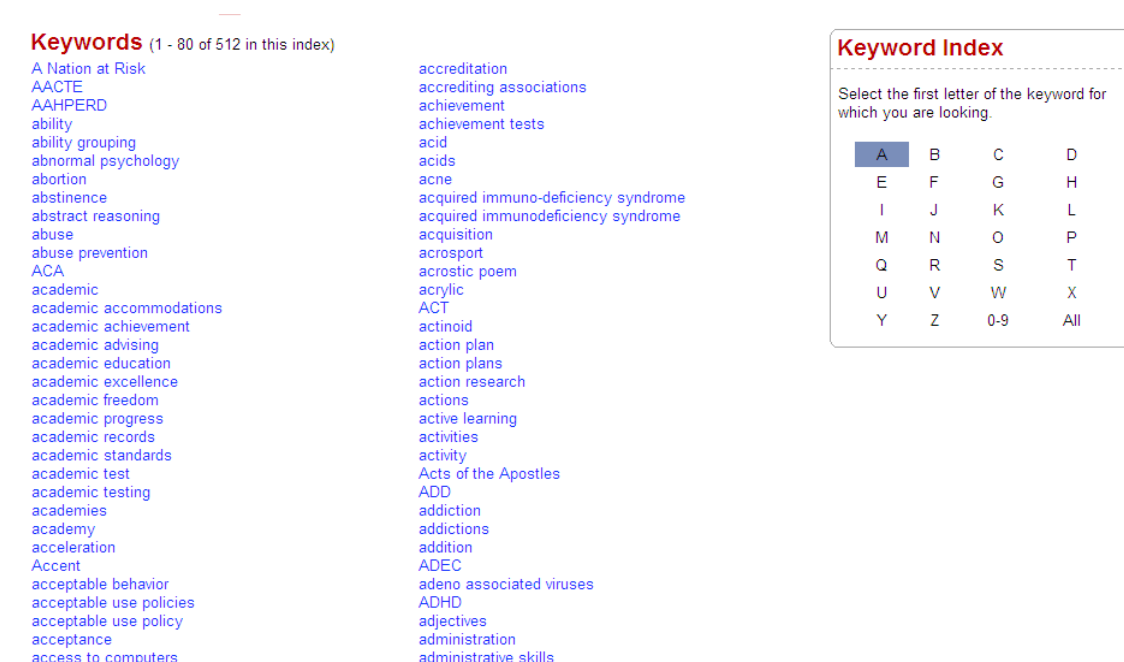 Keywords (1 - 80 of 512 in this index)
A Nation at Risk
AACTE
AAHPERD
ability
ability grouping
abnormal psychology
abortion
abstinence
abstract reasoning
abuse
abuse prevention
ACA
academic
academic accommodations
academic achievement
academic advising
academic education
academic excellence
academic freedom
academic progress
academic records
academic standards
academic test
academic testing
academies
academy
acceleration
Accent
acceptable behavior
acceptable use policies
acceptable use policy
acceptance
access to computers
accreditation
accrediting associations
achievement
achievement tests
acid
acids
acne
acquired immuno-deficiency syndrome
acquired immunodeficiency syndrome
acquisition
acrosport
acrostic poem
acrylic
ACT
actinoid
action plan
action plans
action research
actions
active learning
activities
activity
Acts of the Apostles
ADD
addiction
addictions
addition
ADEC
adeno associated viruses
ADHD
adjectives
administration
administrative skills
Keyword Index
Select the first letter of the keyword for
which you are looking.
A B C D
E F G H
I J K L
M N O P
Q R S T
U V W X
Y Z 0-9 All